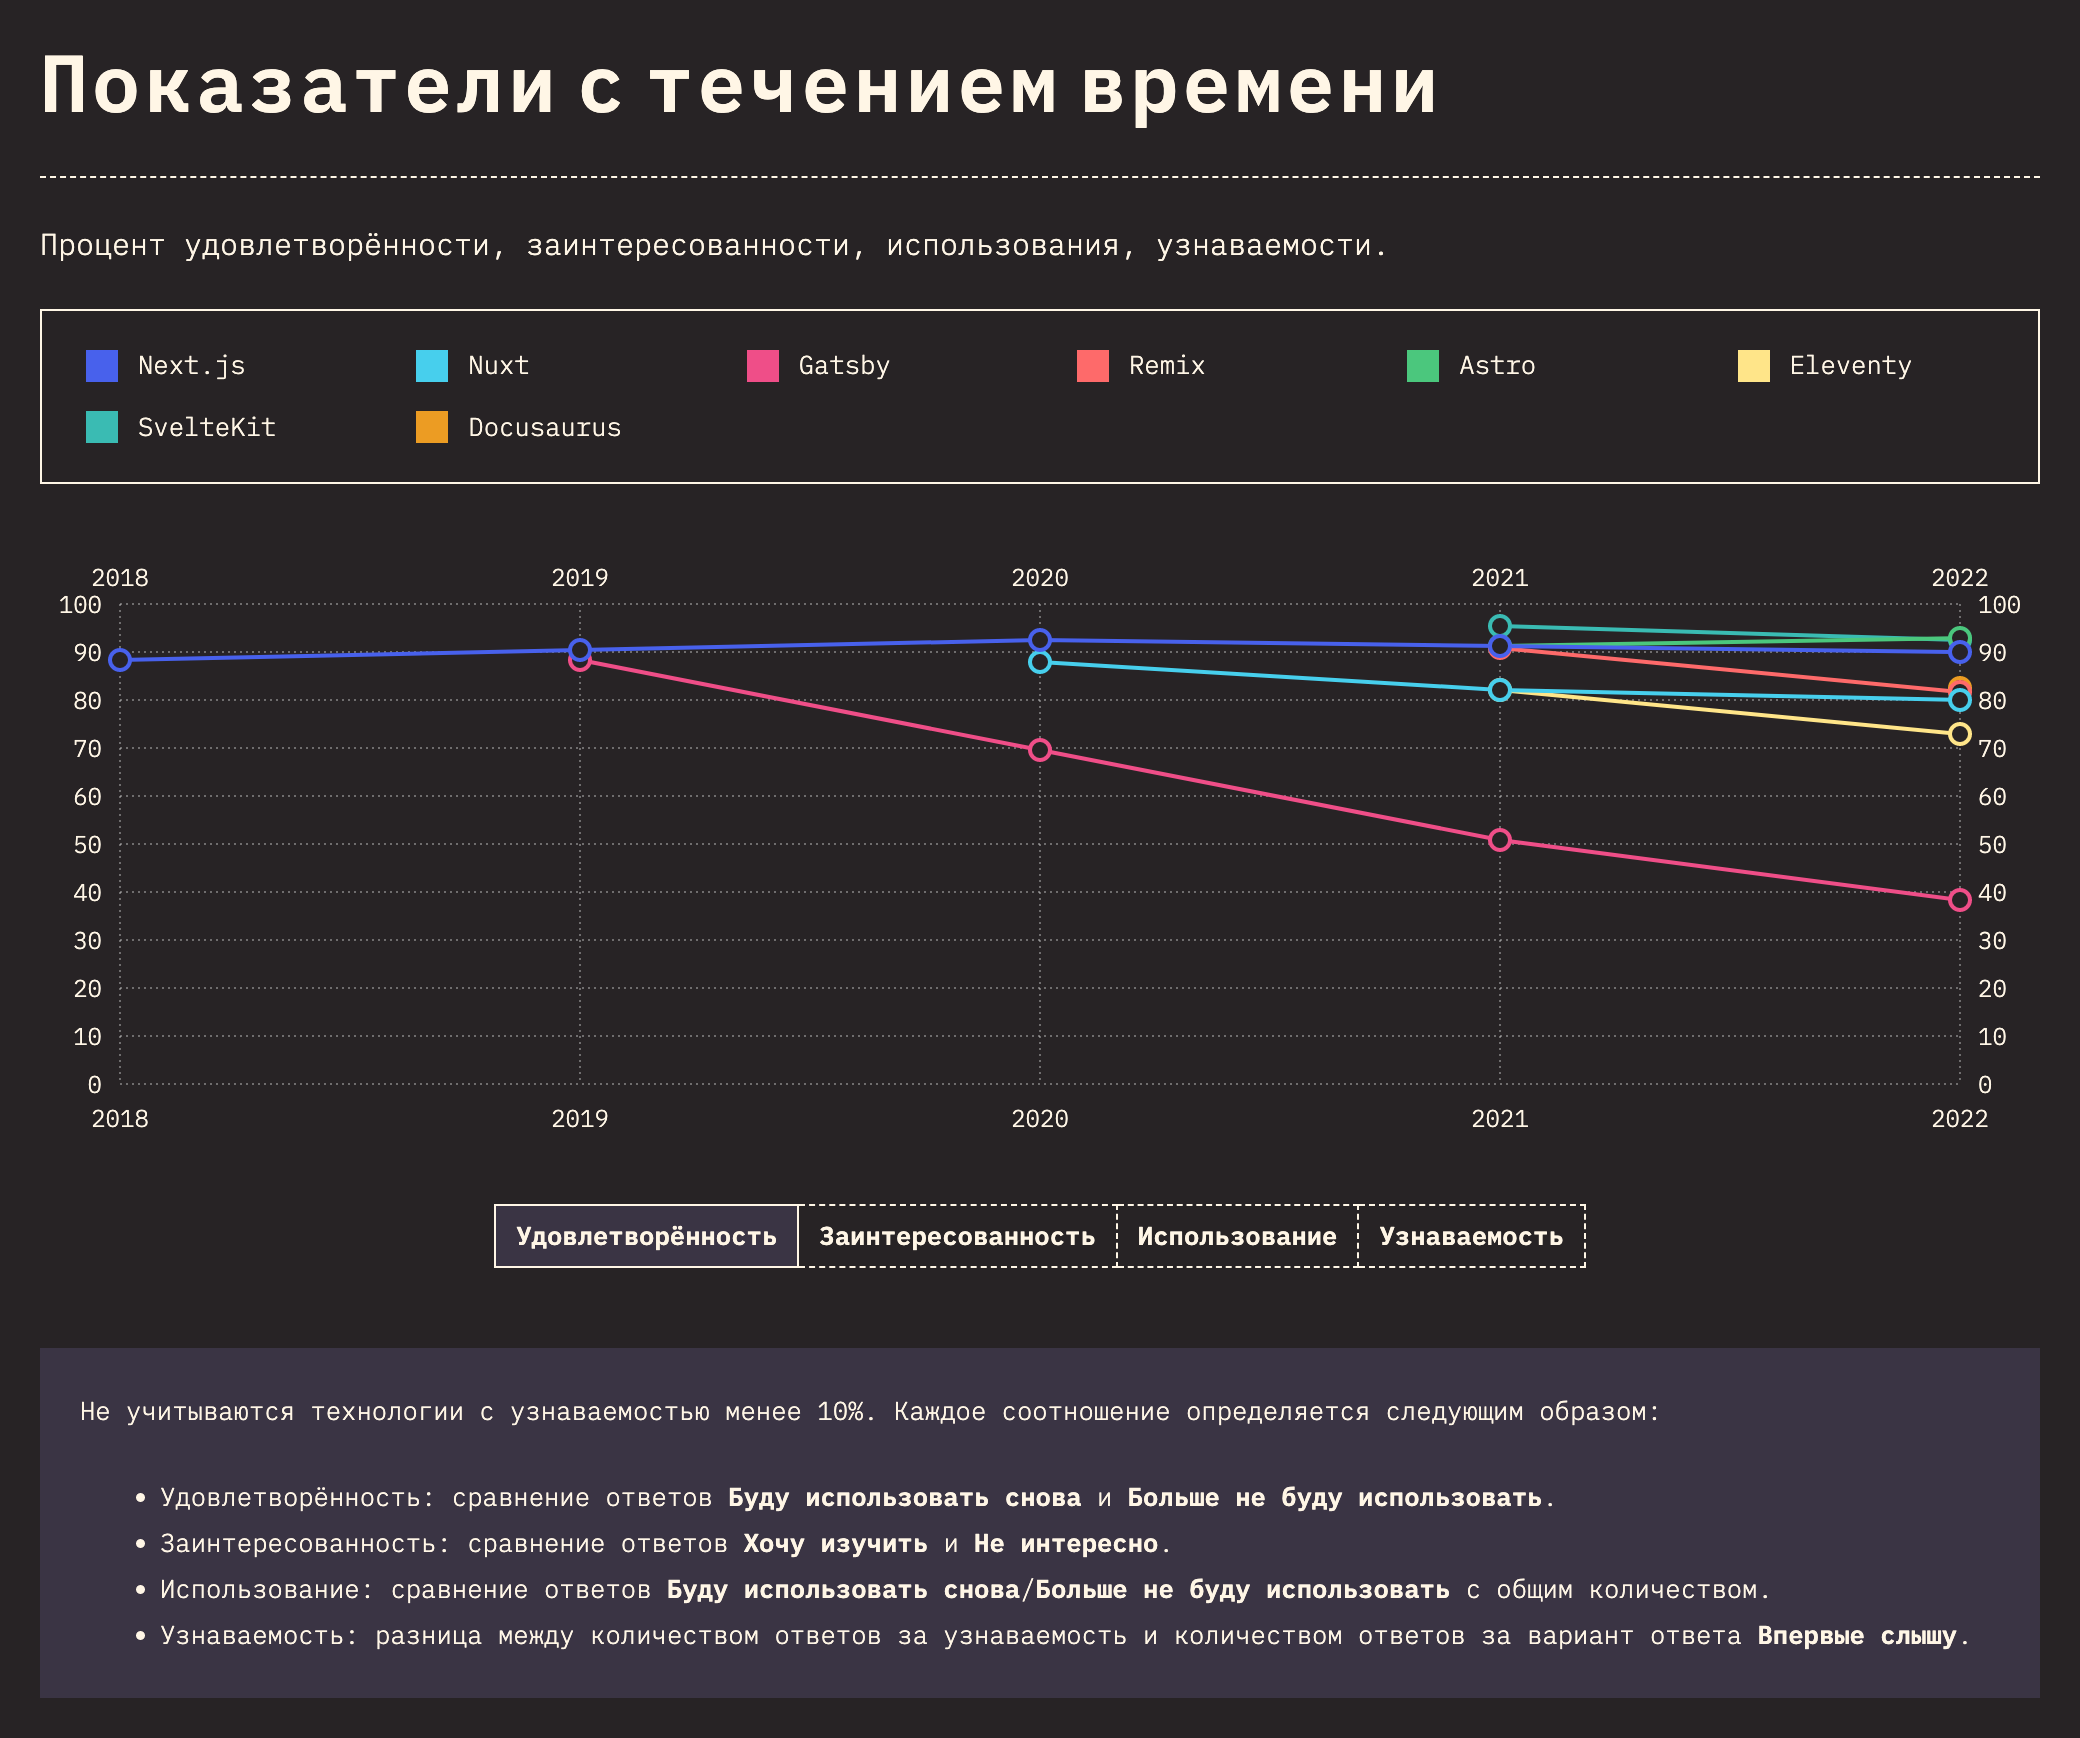 Показатели с течением времени
Процент удовлетворённости, заинтересованности, использования, узнаваемости.
Next.js Nuxt Gatsby Remix Astro Eleventy
SvelteKit Docusaurus
2018 2019 2020 2021 2022
100 100
90 90
80 80
70 70
60 60
50 50
40 40
30 30
20 20
10 10
0 0
2018 2019 2020 2021 2022
Удовлетворённость Заинтересованность Использование Узнаваемость
Не учитываются технологии с узнаваемостью менее 10%. Каждое соотношение определяется следующим образом:
• Удовлетворённость: сравнение ответов Буду использовать снова и Больше не буду использовать.
• Заинтересованность: сравнение ответов Хочу изучить и Не интересно.
• Использование: сравнение ответов Буду использовать снова/Больше не буду использовать с общим количеством.
• Узнаваемость: разница между количеством ответов за узнаваемость и количеством ответов за вариант ответа Впервые слышу.